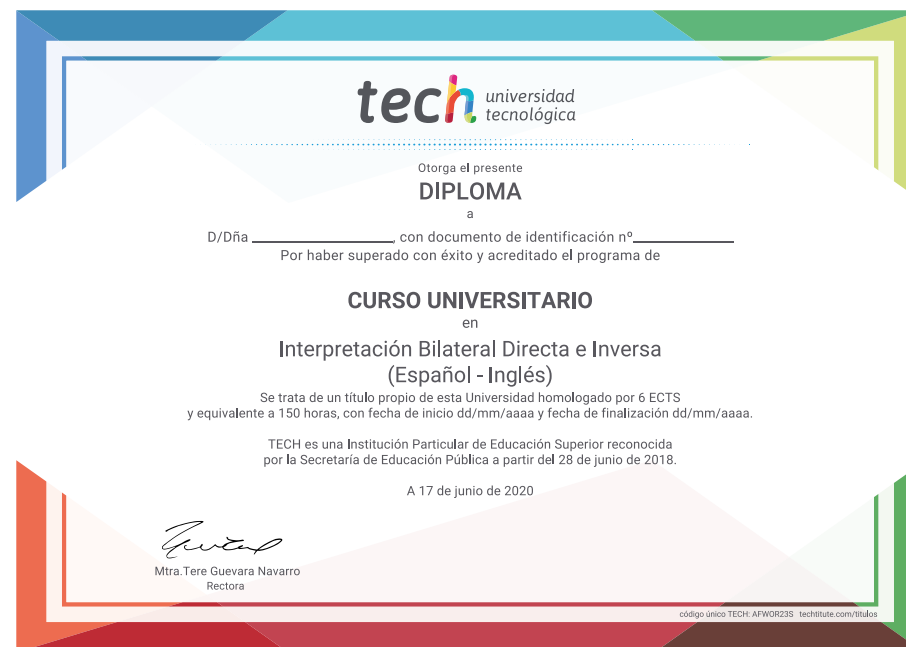 tech universidad
tecnológica
Otorga el presente
DIPLOMA
a
D/Dña ____________________, con documento de identificación nº______________
Por haber superado con éxito y acreditado el programa de
CURSO UNIVERSITARIO
en
Interpretación Bilateral Directa e Inversa
(Español - Inglés)
Se trata de un título propio de esta Universidad homologado por 6 ECTS
y equivalente a 150 horas, con fecha de inicio dd/mm/aaaa y fecha de finalización dd/mm/aaaa.
TECH es una Institución Particular de Educación Superior reconocida
por la Secretaría de Educación Pública a partir del 28 de junio de 2018.
A 17 de junio de 2020
Mtra.Tere Guevara Navarro
Rectora
código único TECH: AFWOR23S techtitute.com/titulos